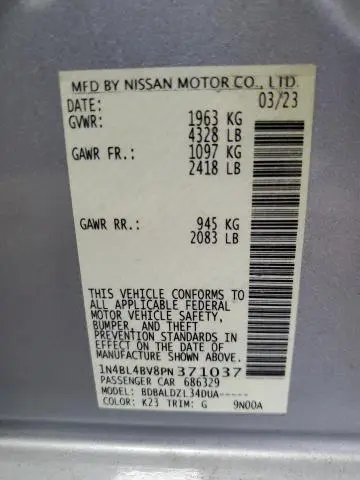 MFD BY NISSAN MOTOR CO., LTD.
DATE: 03/23
GVWR: 1963 KG
4328 LB
GAWR FR.: 1097 KG
2418 LB
GAWR RR.: 945 KG
2083 LB
THIS VEHICLE CONFORMS TO
ALL APPLICABLE FEDERAL
MOTOR VEHICLE SAFETY,
BUMPER, AND THEFT
PREVENTION STANDARDS
IN EFFECT ON THE DATE OF
MANUFACTURE SHOWN ABOVE.
1N4BL4BV8PN371037
PASSENGER CAR 686329
MODEL: BDBALDZL34DUA-----
COLOR: K23 TRIM: G 9N00A